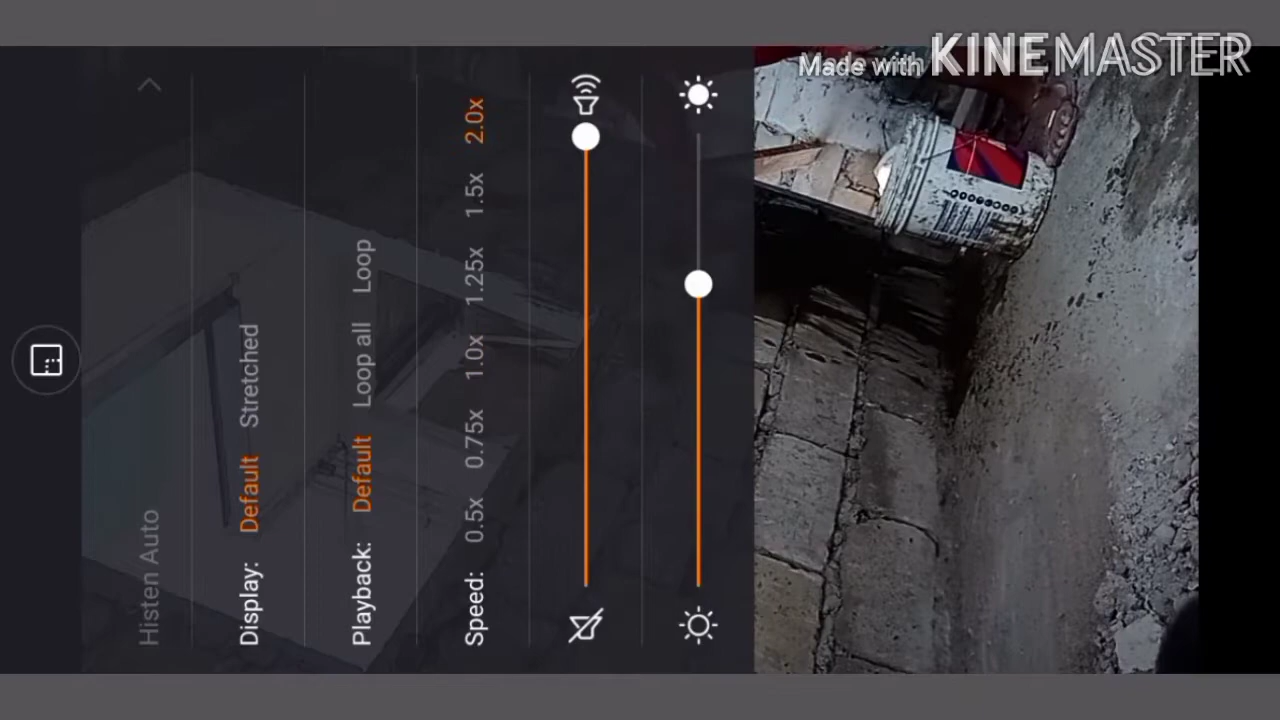 Made with KINEMASTER
Histen Auto
Display: Default Stretched
Playback: Default Loop all Loop
Speed: 0.5x 0.75x 1.0x 1.25x 1.5x 2.0x